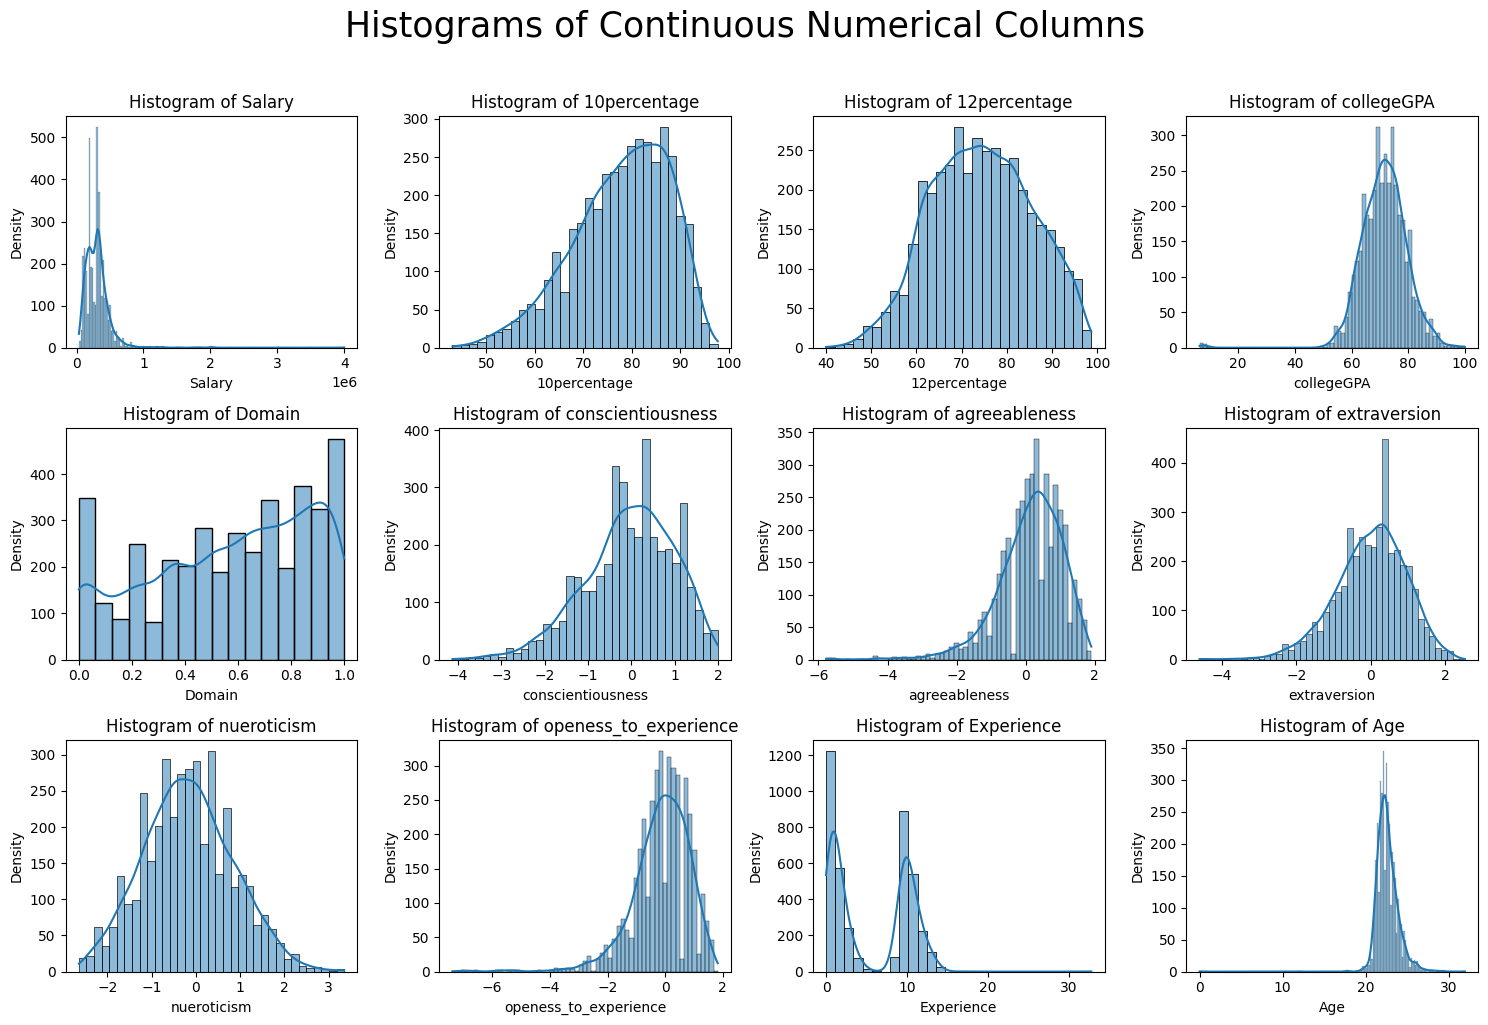 Histograms of Continuous Numerical Columns
Histogram of Salary
Density
500
400
300
200
100
0
0 1 2 3 4
1e6
Salary
Histogram of 10percentage
Density
300
250
200
150
100
50
0
50 60 70 80 90 100
10percentage
Histogram of 12percentage
Density
250
200
150
100
50
0
40 50 60 70 80 90 100
12percentage
Histogram of collegeGPA
Density
300
250
200
150
100
50
0
20 40 60 80 100
collegeGPA
Histogram of Domain
Density
400
300
200
100
0
0.0 0.2 0.4 0.6 0.8 1.0
Domain
Histogram of conscientiousness
Density
400
300
200
100
0
−4 −3 −2 −1 0 1 2
conscientiousness
Histogram of agreeableness
Density
350
300
250
200
150
100
50
0
−6 −4 −2 0 2
agreeableness
Histogram of extraversion
Density
400
300
200
100
0
−4 −2 0 2
extraversion
Histogram of nueroticism
Density
300
250
200
150
100
50
0
−2 −1 0 1 2 3
nueroticism
Histogram of openess_to_experience
Density
300
250
200
150
100
50
0
−6 −4 −2 0 2
openess_to_experience
Histogram of Experience
Density
1200
1000
800
600
400
200
0
0 10 20 30
Experience
Histogram of Age
Density
350
300
250
200
150
100
50
0
0 10 20 30
Age